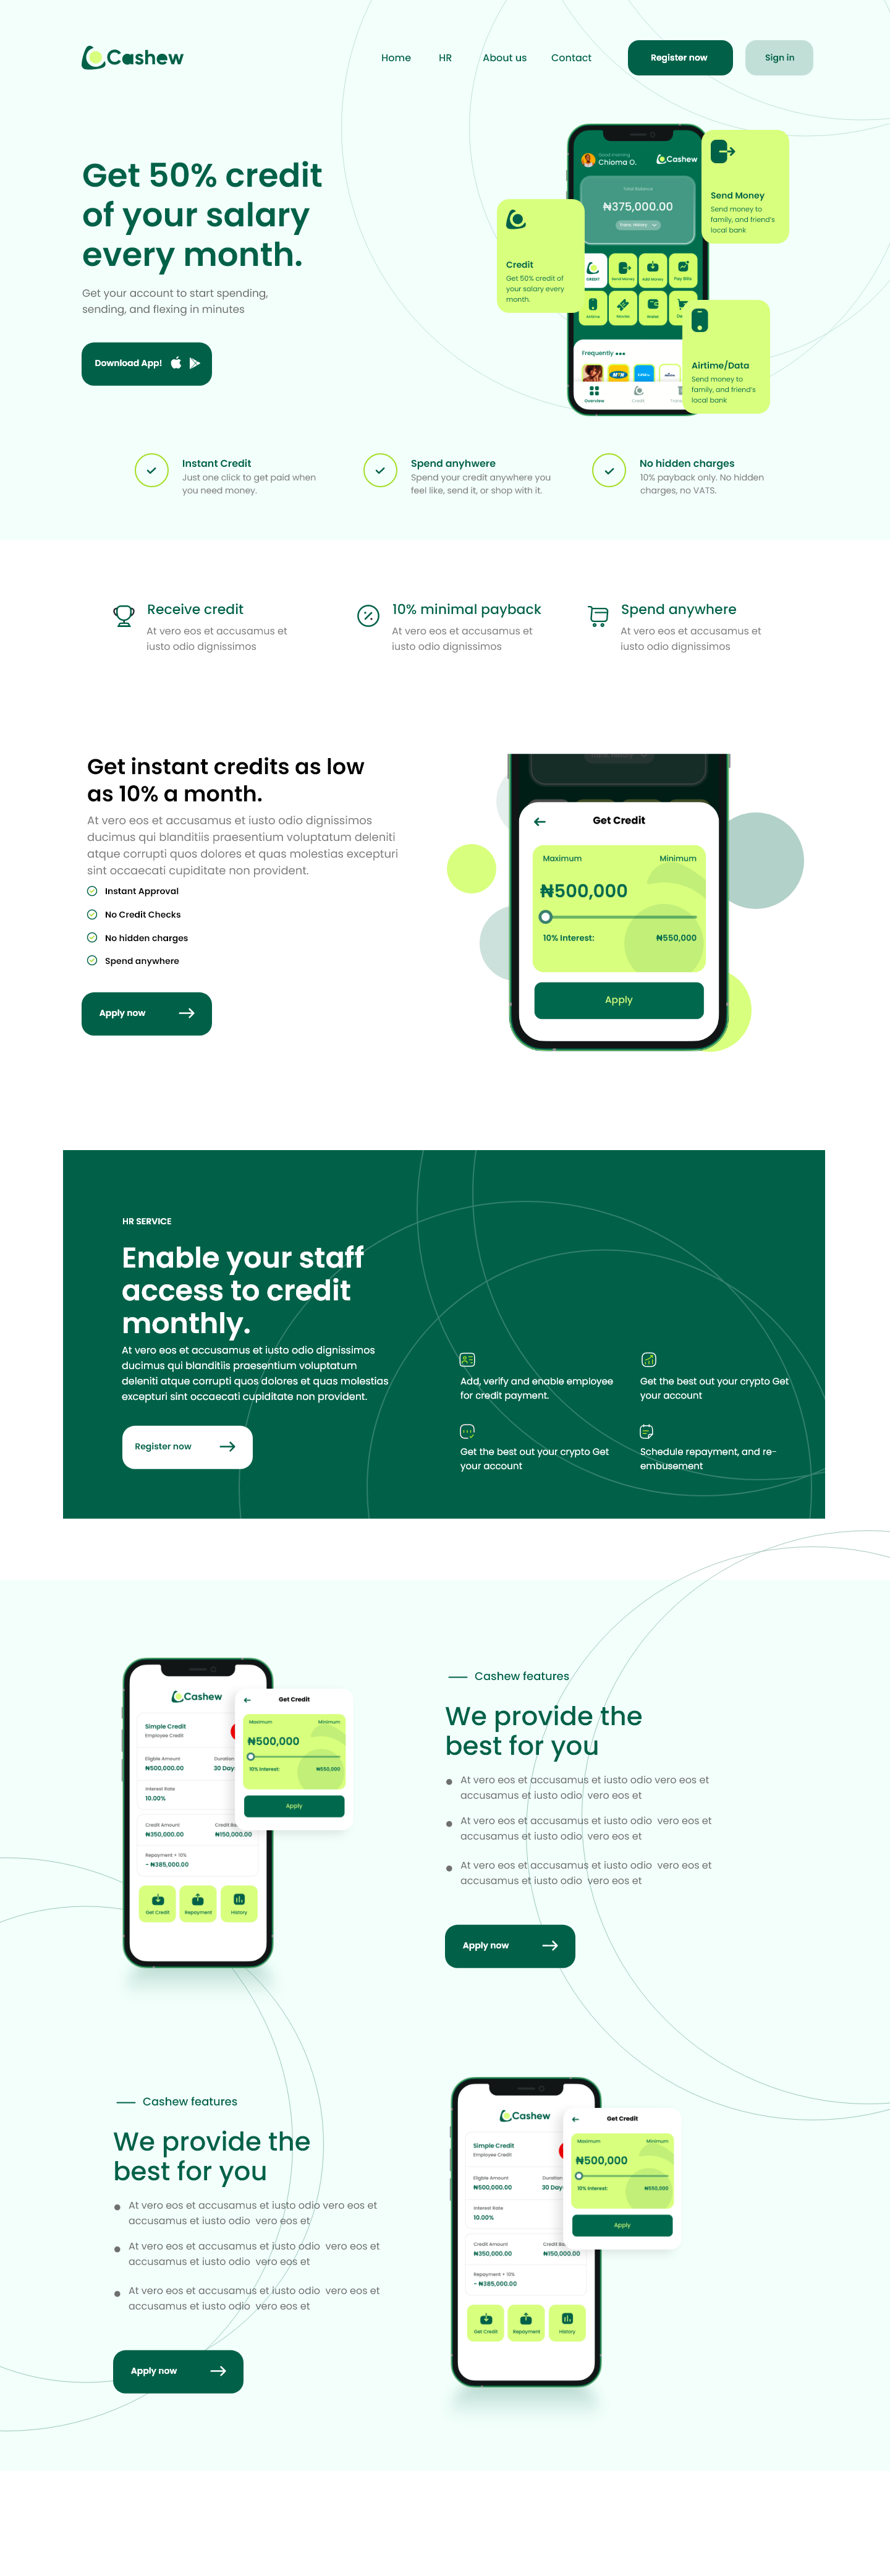 Cashew
Home
HR
About us
Contact
Register now
Sign in
Get 50% credit
of your salary
every month.
Get your account to start spending,
sending, and flexing in minutes
Download App!
Good morning
Chioma O.
Cashew
Total Balance
₦375,000.00
Trans. History
CREDIT
Send Money
Add Money
Pay Bills
Airtime
Movies
Wallet
Frequently
MTN
Overview
Credit
Credit
Get 50% credit of
your salary every
month.
Send Money
Send money to
family, and friend's
local bank
Airtime/Data
Send money to
family, and friend's
local bank
Instant Credit
Just one click to get paid when
you need money.
Spend anyhwere
Spend your credit anywhere you
feel like, send it, or shop with it.
No hidden charges
10% payback only. No hidden
charges, no VATS.
Receive credit
At vero eos et accusamus et
iusto odio dignissimos
10% minimal payback
At vero eos et accusamus et
iusto odio dignissimos
Spend anywhere
At vero eos et accusamus et
iusto odio dignissimos
Get instant credits as low
as 10% a month.
At vero eos et accusamus et iusto odio dignissimos
ducimus qui blanditiis praesentium voluptatum deleniti
atque corrupti quos dolores et quas molestias excepturi
sint occaecati cupiditate non provident.
Instant Approval
No Credit Checks
No hidden charges
Spend anywhere
Apply now
Get Credit
Maximum
Minimum
₦500,000
10% Interest:
₦550,000
Apply
HR SERVICE
Enable your staff
access to credit
monthly.
At vero eos et accusamus et iusto odio dignissimos
ducimus qui blanditiis praesentium voluptatum
deleniti atque corrupti quos dolores et quas molestias
excepturi sint occaecati cupiditate non provident.
Register now
Add, verify and enable employee
for credit payment.
Get the best out your crypto Get
your account
Get the best out your crypto Get
your account
Schedule repayment, and re-
embusement
Cashew
Simple Credit
Employee Credit
Eligible Amount
Duration
₦500,000.00
30 Day
Interest Rate
10.00%
Credit Amount
Credit Ba
₦350,000.00
₦150,000.00
Repayment + 10%
- ₦385,000.00
Get Credit
Repayment
History
Get Credit
Maximum
Minimum
₦500,000
10% Interest:
₦550,000
Apply
Cashew features
We provide the
best for you
At vero eos et accusamus et iusto odio vero eos et
accusamus et iusto odio vero eos et
At vero eos et accusamus et iusto odio vero eos et
accusamus et iusto odio vero eos et
At vero eos et accusamus et iusto odio vero eos et
accusamus et iusto odio vero eos et
Apply now
Cashew features
We provide the
best for you
At vero eos et accusamus et iusto odio vero eos et
accusamus et iusto odio vero eos et
At vero eos et accusamus et iusto odio vero eos et
accusamus et iusto odio vero eos et
At vero eos et accusamus et iusto odio vero eos et
accusamus et iusto odio vero eos et
Apply now
Cashew
Simple Credit
Employee Credit
Eligible Amount
Duration
₦500,000.00
30 Day
Interest Rate
10.00%
Credit Amount
Credit Ba
₦350,000.00
₦150,000.00
Repayment + 10%
- ₦385,000.00
Get Credit
Repayment
History
Get Credit
Maximum
Minimum
₦500,000
10% Interest:
₦550,000
Apply